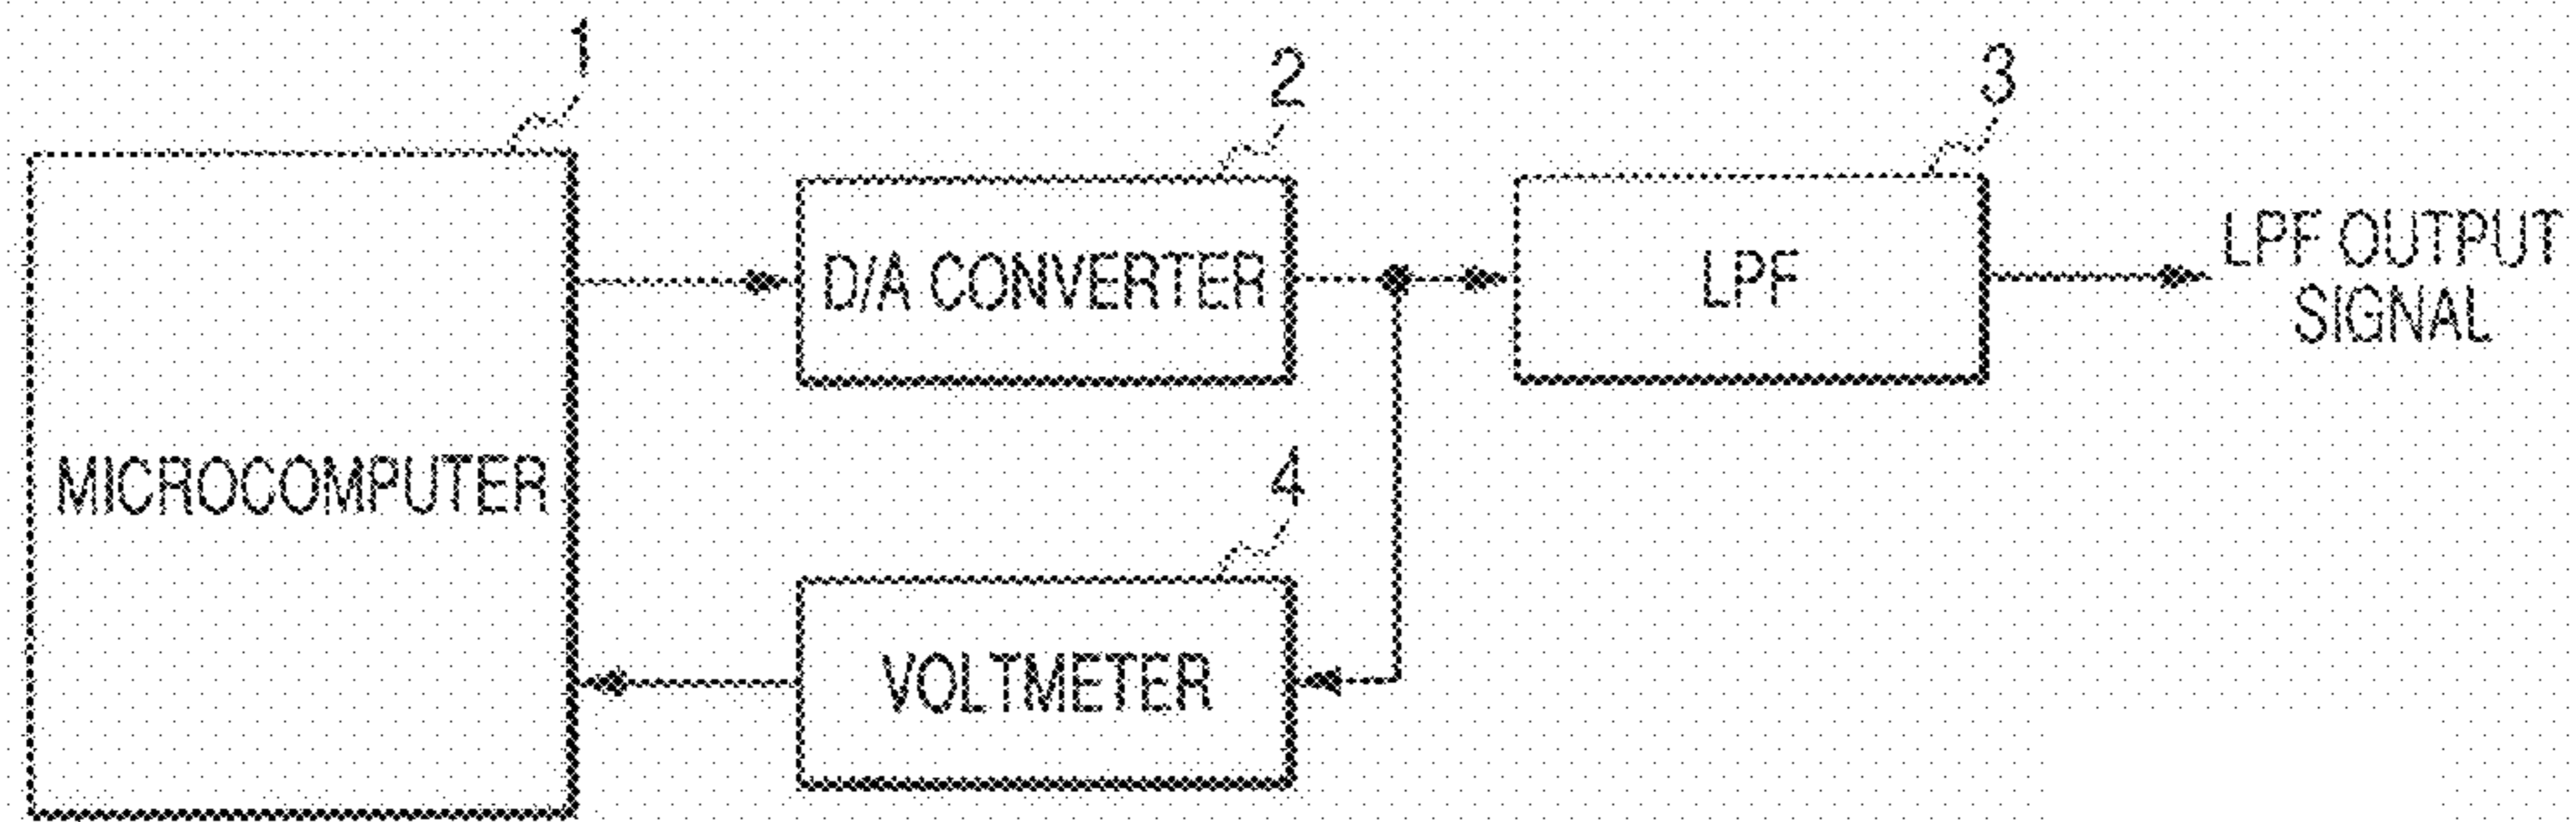 1
2
3
MICROCOMPUTER
D/A CONVERTER
LPF
LPF OUTPUT
SIGNAL
4
VOLTMETER